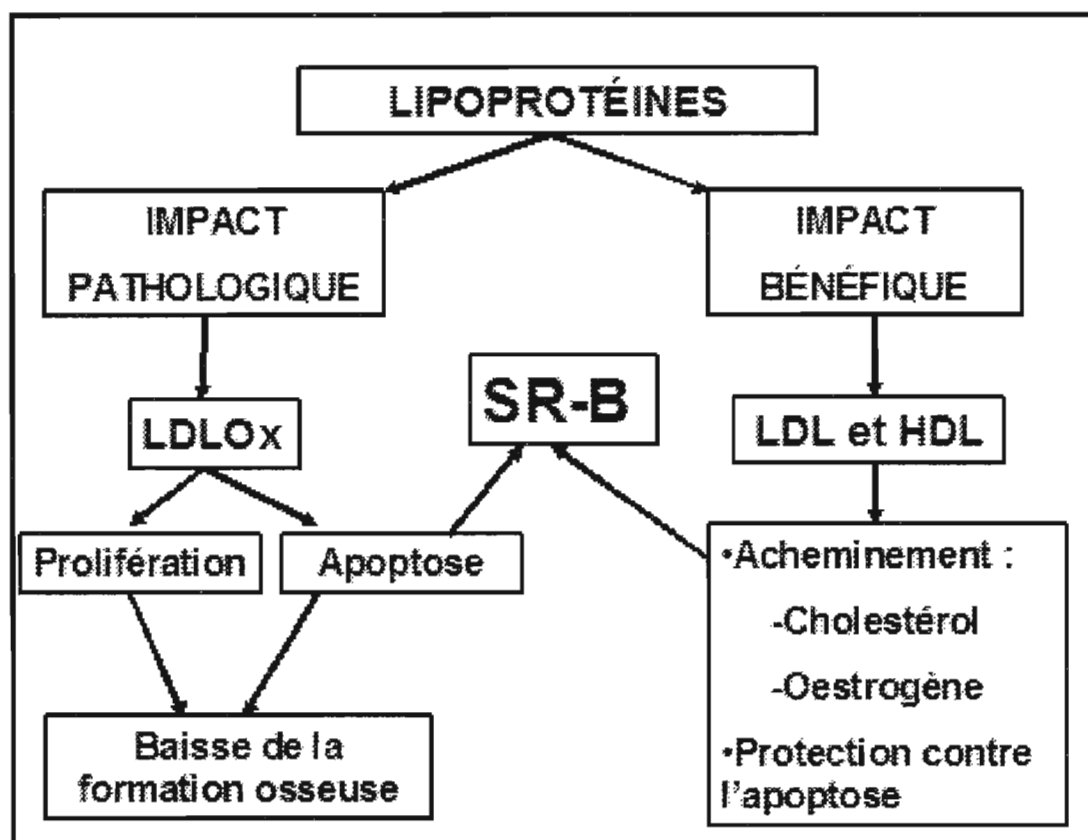 LIPOPROTÉINES
IMPACT
PATHOLOGIQUE
IMPACT
BÉNÉFIQUE
SR-B
LDLOx
LDL et HDL
Prolifération
Apoptose
•Acheminement :
-Cholestérol
-Oestrogène
•Protection contre
l'apoptose
Baisse de la
formation osseuse